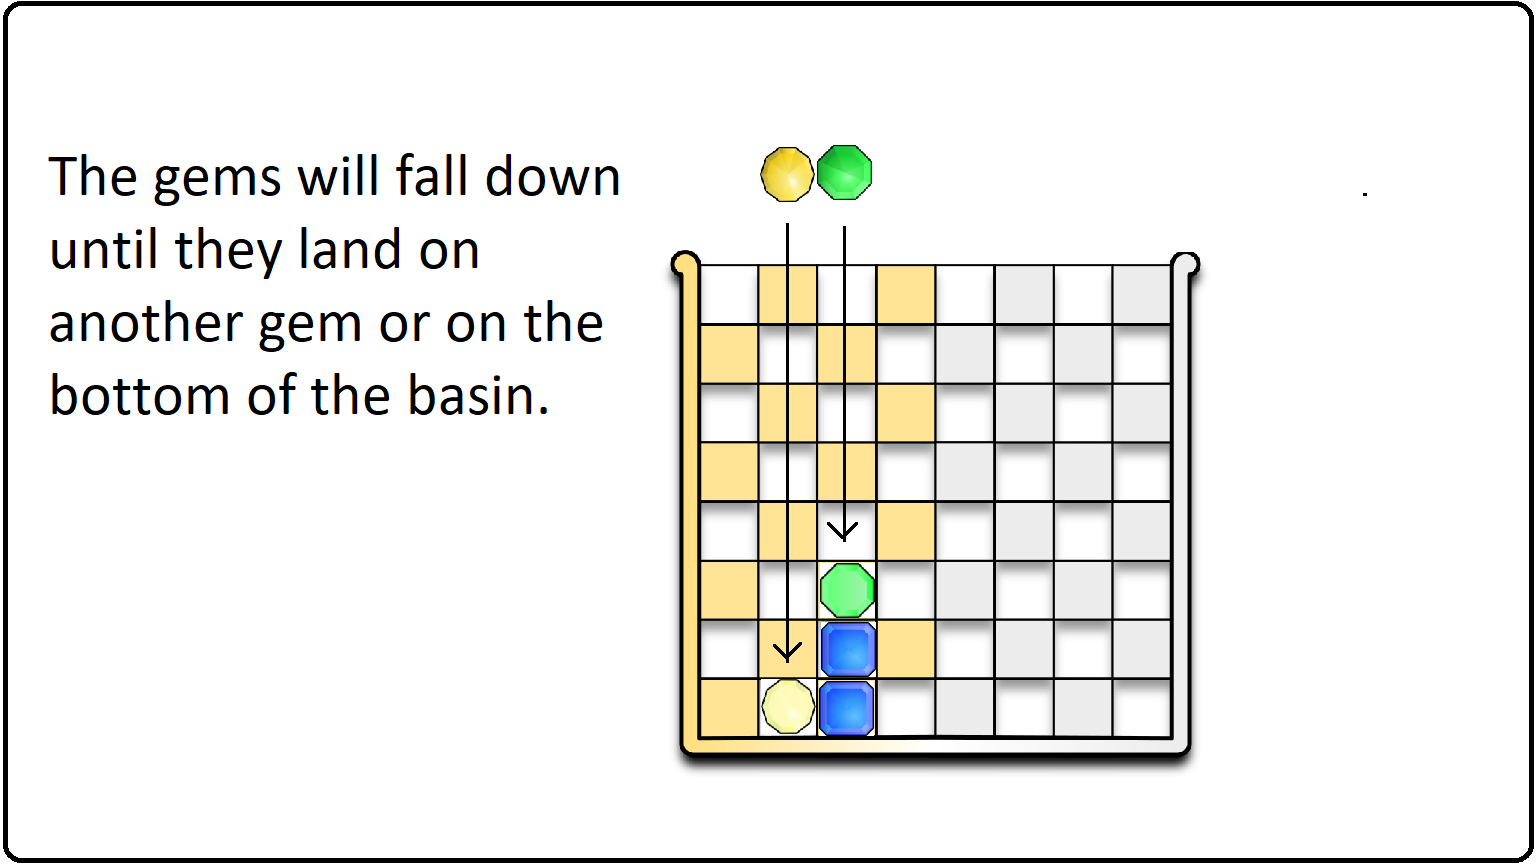 The gems will fall down
until they land on
another gem or on the
bottom of the basin.